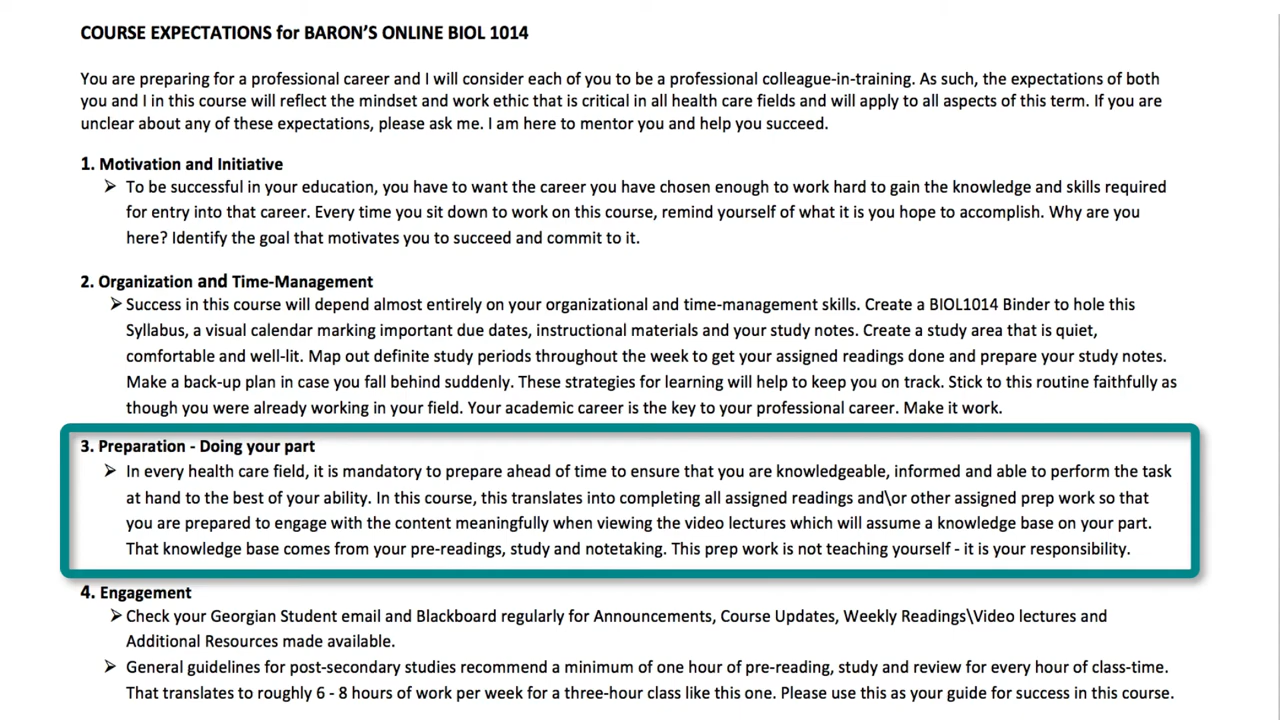 COURSE EXPECTATIONS for BARON'S ONLINE BIOL 1014
You are preparing for a professional career and I will consider each of you to be a professional colleague-in-training. As such, the expectations of both
you and I in this course will reflect the mindset and work ethic that is critical in all health care fields and will apply to all aspects of this term. If you are
unclear about any of these expectations, please ask me. I am here to mentor you and help you succeed.
1. Motivation and Initiative
➢ To be successful in your education, you have to want the career you have chosen enough to work hard to gain the knowledge and skills required
for entry into that career. Every time you sit down to work on this course, remind yourself of what it is you hope to accomplish. Why are you
here? Identify the goal that motivates you to succeed and commit to it.
2. Organization and Time-Management
➢ Success in this course will depend almost entirely on your organizational and time-management skills. Create a BIOL1014 Binder to hole this
Syllabus, a visual calendar marking important due dates, instructional materials and your study notes. Create a study area that is quiet,
comfortable and well-lit. Map out definite study periods throughout the week to get your assigned readings done and prepare your study notes.
Make a back-up plan in case you fall behind suddenly. These strategies for learning will help to keep you on track. Stick to this routine faithfully as
though you were already working in your field. Your academic career is the key to your professional career. Make it work.
3. Preparation - Doing your part
➢ In every health care field, it is mandatory to prepare ahead of time to ensure that you are knowledgeable, informed and able to perform the task
at hand to the best of your ability. In this course, this translates into completing all assigned readings and\or other assigned prep work so that
you are prepared to engage with the content meaningfully when viewing the video lectures which will assume a knowledge base on your part.
That knowledge base comes from your pre-readings, study and notetaking. This prep work is not teaching yourself - it is your responsibility.
4. Engagement
➢ Check your Georgian Student email and Blackboard regularly for Announcements, Course Updates, Weekly Readings\Video lectures and
Additional Resources made available.
➢ General guidelines for post-secondary studies recommend a minimum of one hour of pre-reading, study and review for every hour of class-time.
That translates to roughly 6 - 8 hours of work per week for a three-hour class like this one. Please use this as your guide for success in this course.